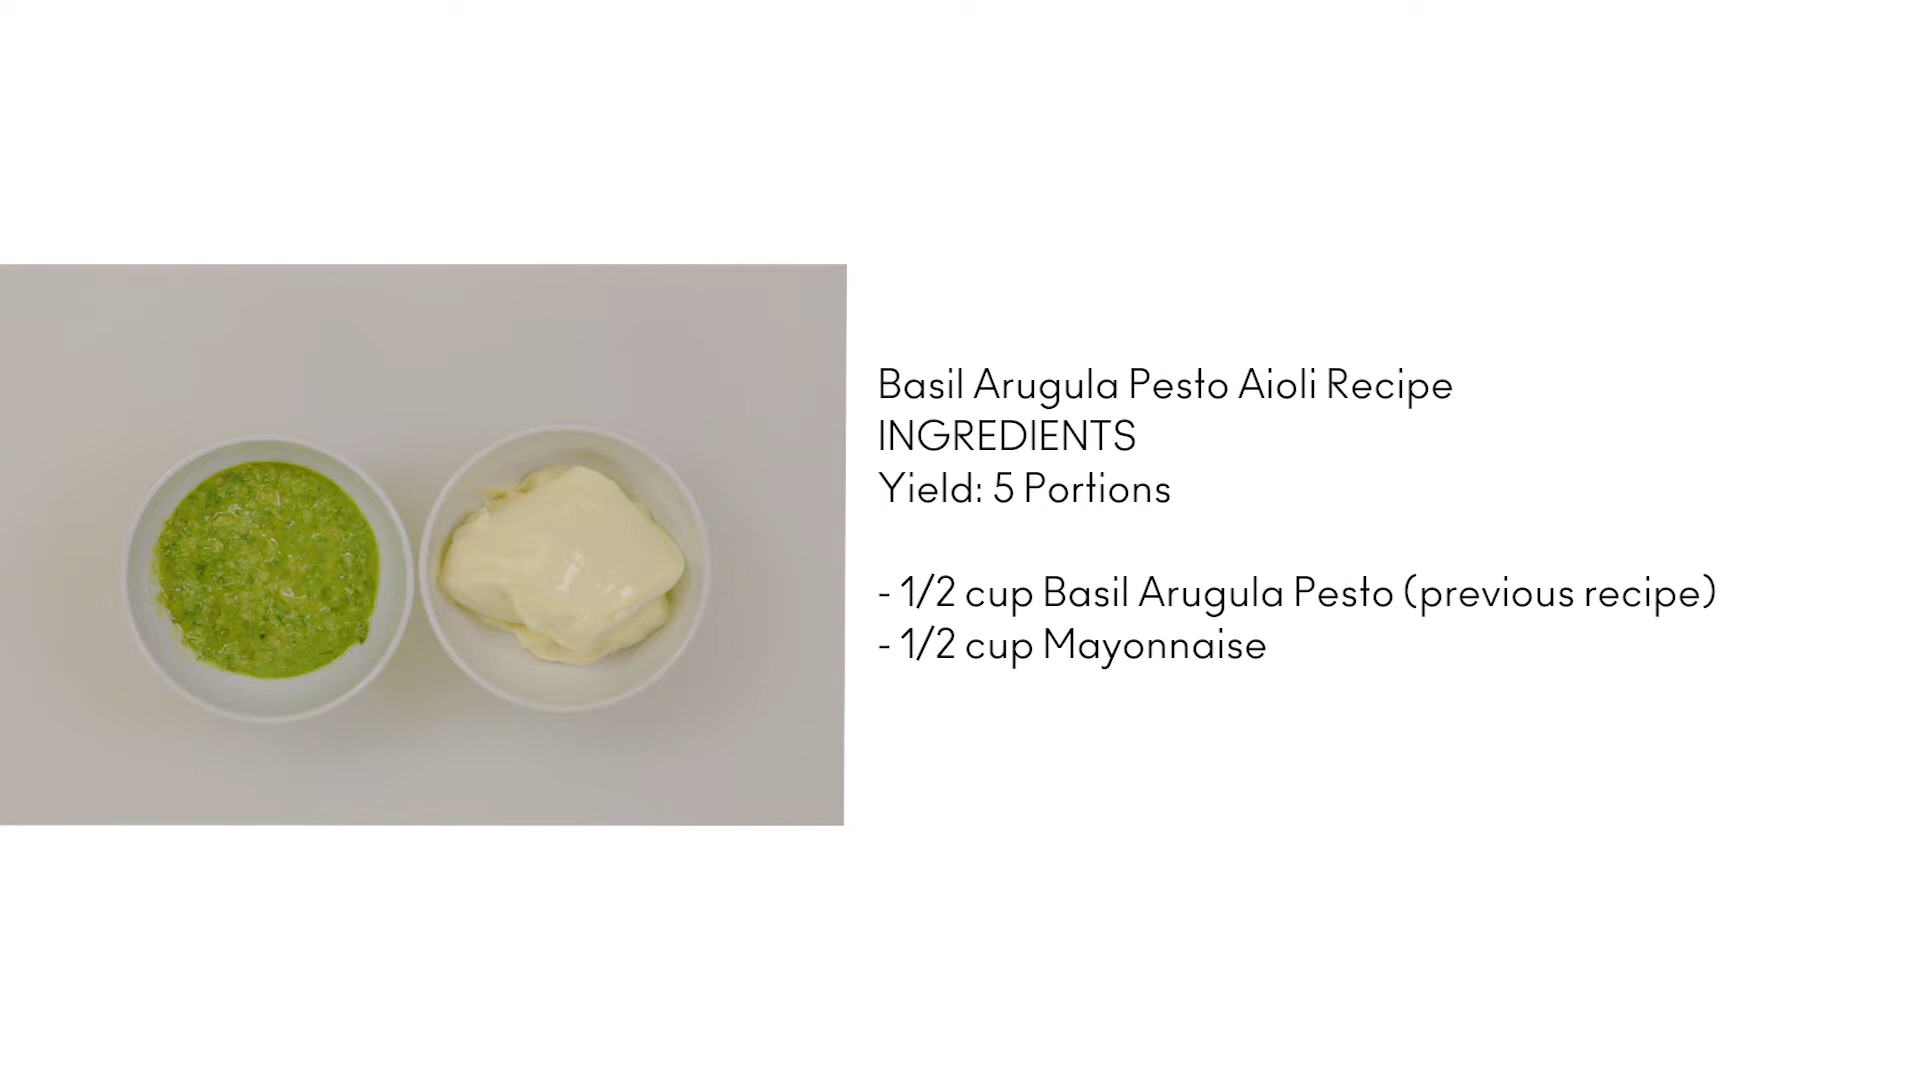 Basil Arugula Pesto Aioli Recipe
INGREDIENTS
Yield: 5 Portions
- 1/2 cup Basil Arugula Pesto (previous recipe)
- 1/2 cup Mayonnaise